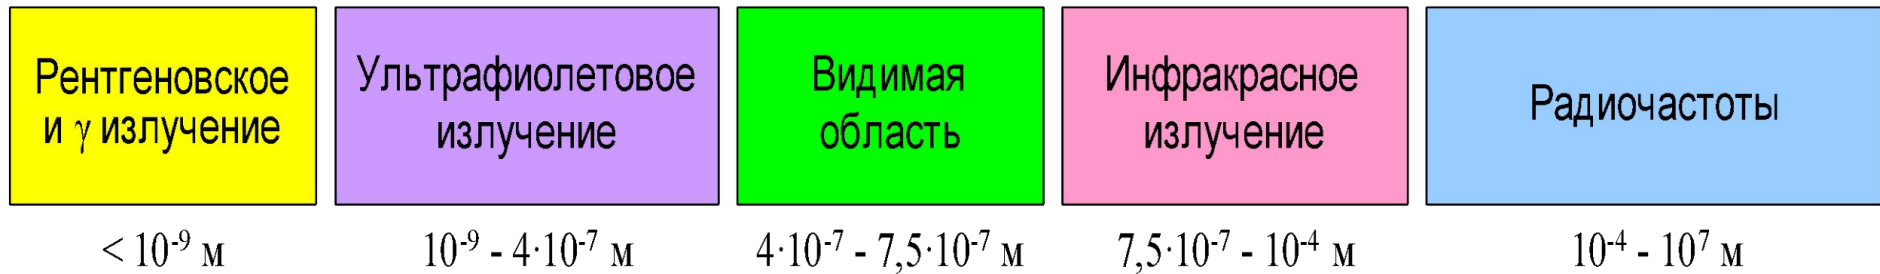 Рентгеновское
и γ излучение
Ультрафиолетовое
излучение
Видимая
область
Инфракрасное
излучение
Радиочастоты
< 10⁻⁹ м
10⁻⁹ - 4·10⁻⁷ м
4·10⁻⁷ - 7,5·10⁻⁷ м
7,5·10⁻⁷ - 10⁻⁴ м
10⁻⁴ - 10⁷ м